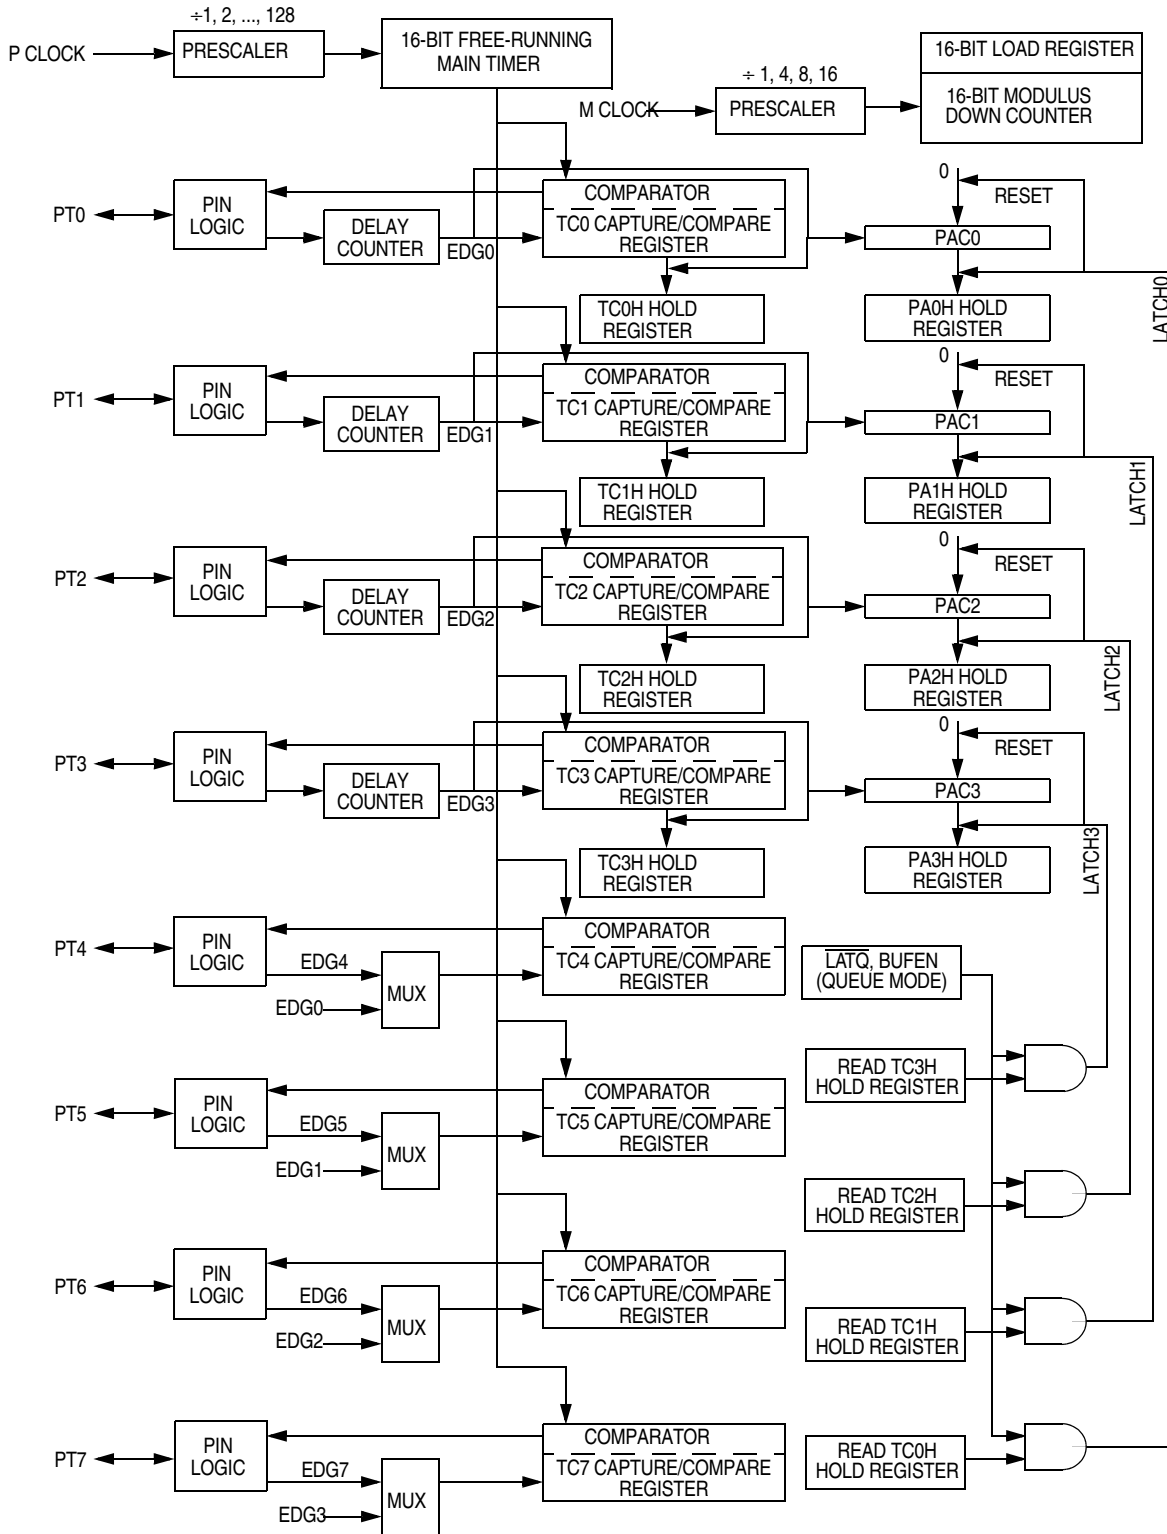 ÷1, 2, ..., 128
P CLOCK
PRESCALER
16-BIT FREE-RUNNING
MAIN TIMER
÷ 1, 4, 8, 16
M CLOCK
PRESCALER
16-BIT LOAD REGISTER
16-BIT MODULUS
DOWN COUNTER
PT0
PIN
LOGIC
DELAY
COUNTER
EDG0
COMPARATOR
TC0 CAPTURE/COMPARE
REGISTER
TC0H HOLD
REGISTER
0
RESET
PAC0
PA0H HOLD
REGISTER
LATCH0
PT1
PIN
LOGIC
DELAY
COUNTER
EDG1
COMPARATOR
TC1 CAPTURE/COMPARE
REGISTER
TC1H HOLD
REGISTER
0
RESET
PAC1
PA1H HOLD
REGISTER
LATCH1
PT2
PIN
LOGIC
DELAY
COUNTER
EDG2
COMPARATOR
TC2 CAPTURE/COMPARE
REGISTER
TC2H HOLD
REGISTER
0
RESET
PAC2
PA2H HOLD
REGISTER
LATCH2
PT3
PIN
LOGIC
DELAY
COUNTER
EDG3
COMPARATOR
TC3 CAPTURE/COMPARE
REGISTER
TC3H HOLD
REGISTER
0
RESET
PAC3
PA3H HOLD
REGISTER
LATCH3
PT4
PIN
LOGIC
EDG4
EDG0
MUX
COMPARATOR
TC4 CAPTURE/COMPARE
REGISTER
LATQ, BUFEN
(QUEUE MODE)
READ TC3H
HOLD REGISTER
PT5
PIN
LOGIC
EDG5
EDG1
MUX
COMPARATOR
TC5 CAPTURE/COMPARE
REGISTER
READ TC2H
HOLD REGISTER
PT6
PIN
LOGIC
EDG6
EDG2
MUX
COMPARATOR
TC6 CAPTURE/COMPARE
REGISTER
READ TC1H
HOLD REGISTER
PT7
PIN
LOGIC
EDG7
EDG3
MUX
COMPARATOR
TC7 CAPTURE/COMPARE
REGISTER
READ TC0H
HOLD REGISTER